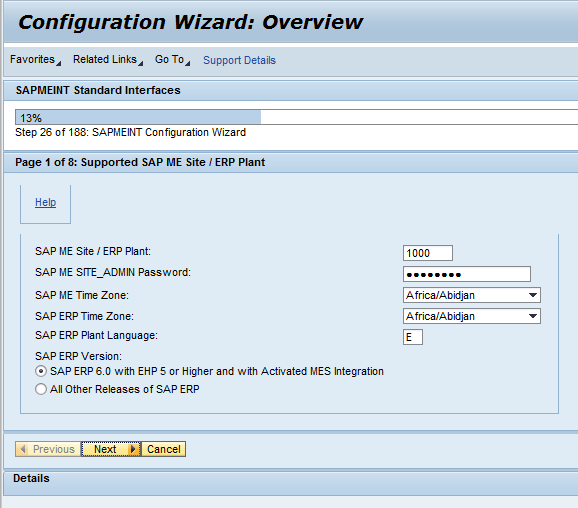 Configuration Wizard: Overview
Favorites Related Links Go To Support Details
SAPMEINT Standard Interfaces
13%
Step 26 of 188: SAPMEINT Configuration Wizard
Page 1 of 8: Supported SAP ME Site / ERP Plant
Help
SAP ME Site / ERP Plant: 1000
SAP ME SITE_ADMIN Password: ●●●●●●●●
SAP ME Time Zone: Africa/Abidjan
SAP ERP Time Zone: Africa/Abidjan
SAP ERP Plant Language: E
SAP ERP Version:
SAP ERP 6.0 with EHP 5 or Higher and with Activated MES Integration
All Other Releases of SAP ERP
Previous Next Cancel
Details